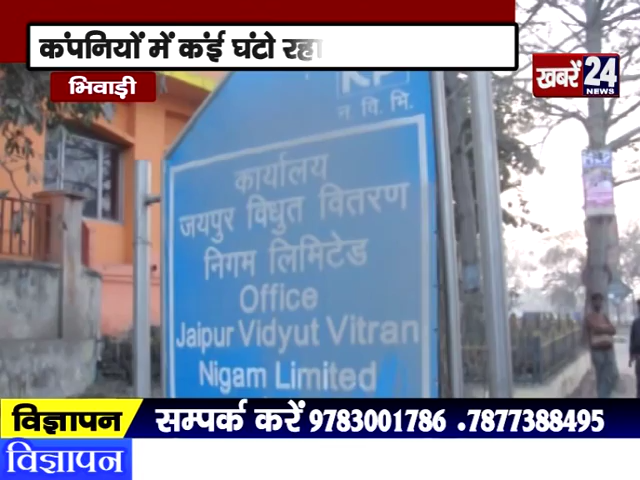 कंपनियों में कंई घंटो रहा
भिवाड़ी
खबरें 24
NEWS
न. वि. भि.
कार्यालय
जयपुर विधुत वितरण
निगम लिमिटेड
Office
Jaipur Vidyut Vitran
Nigam Limited
विज्ञापन
सम्पर्क करें 9783001786 .7877388495
विज्ञापन